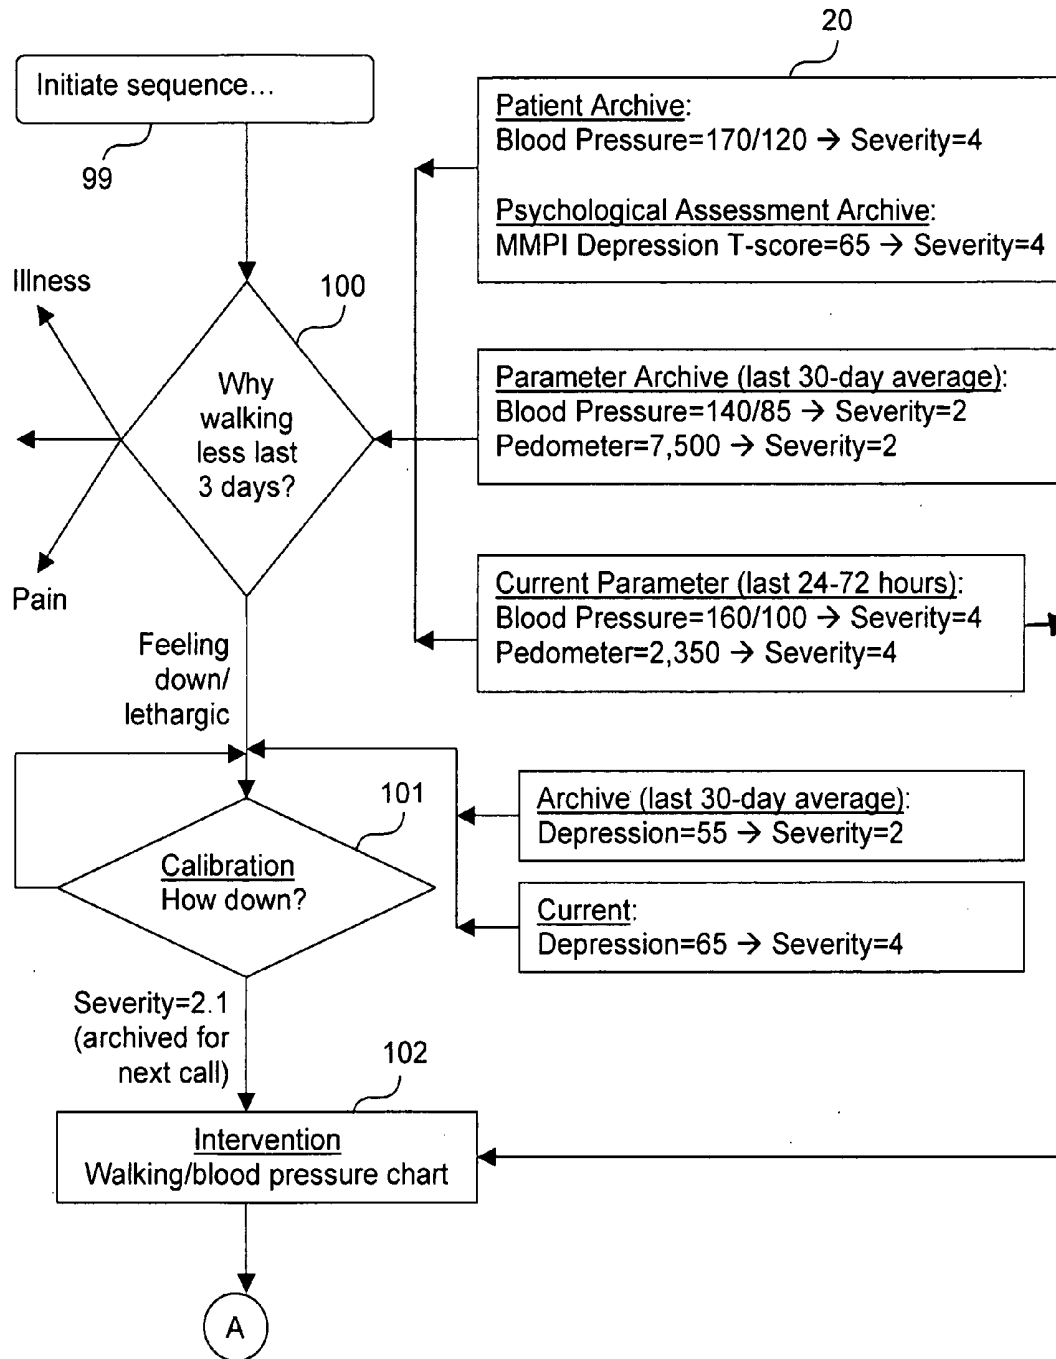 20
Initiate sequence...
99
Patient Archive:
Blood Pressure=170/120 → Severity=4
Psychological Assessment Archive:
MMPI Depression T-score=65 → Severity=4
Illness
100
Why
walking
less last
3 days?
Parameter Archive (last 30-day average):
Blood Pressure=140/85 → Severity=2
Pedometer=7,500 → Severity=2
Pain
Current Parameter (last 24-72 hours):
Blood Pressure=160/100 → Severity=4
Pedometer=2,350 → Severity=4
Feeling
down/
lethargic
101
Calibration
How down?
Archive (last 30-day average):
Depression=55 → Severity=2
Current:
Depression=65 → Severity=4
Severity=2.1
(archived for
next call)
102
Intervention
Walking/blood pressure chart
A